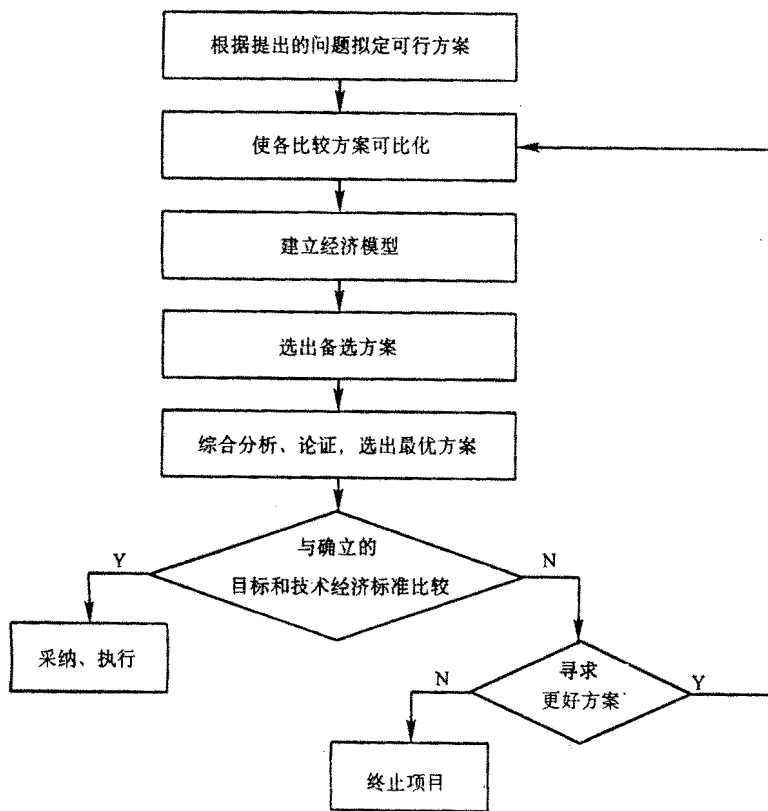 根据提出的问题拟定可行方案
使各比较方案可比化
建立经济模型
选出备选方案
综合分析、论证，选出最优方案
与确立的
Y
N
目标和技术经济标准比较
采纳、执行
寻求
N
Y
更好方案
终止项目